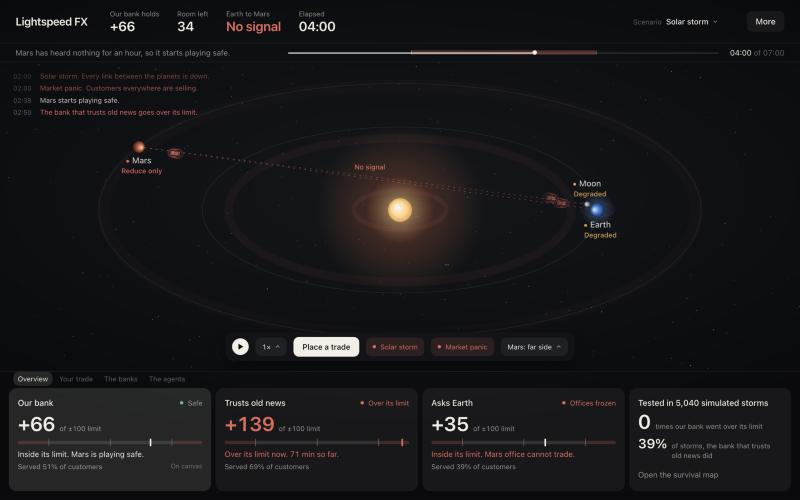 Lightspeed FX
Our bank holds
+66
Room left
34
Earth to Mars
No signal
Elapsed
04:00
Scenario Solar storm
More
Mars has heard nothing for an hour, so it starts playing safe.
04:00 of 07:00
02:00 Solar storm. Every link between the planets is down.
02:00 Market panic. Customers everywhere are selling.
02:38 Mars starts playing safe.
02:50 The bank that trusts old news goes over its limit.
Mars
Reduce only
No signal
Moon
Degraded
Earth
Degraded
1×
Place a trade
Solar storm
Market panic
Mars: far side
Overview
Your trade
The banks
The agents
Our bank
Safe
+66 of ±100 limit
Inside its limit. Mars is playing safe.
Served 51% of customers
On canvas
Trusts old news
Over its limit
+139 of ±100 limit
Over its limit now. 71 min so far.
Served 69% of customers
Asks Earth
Offices frozen
+35 of ±100 limit
Inside its limit. Mars office cannot trade.
Served 39% of customers
Tested in 5,040 simulated storms
0 times our bank went over its limit
39% of storms, the bank that trusts
old news did
Open the survival map